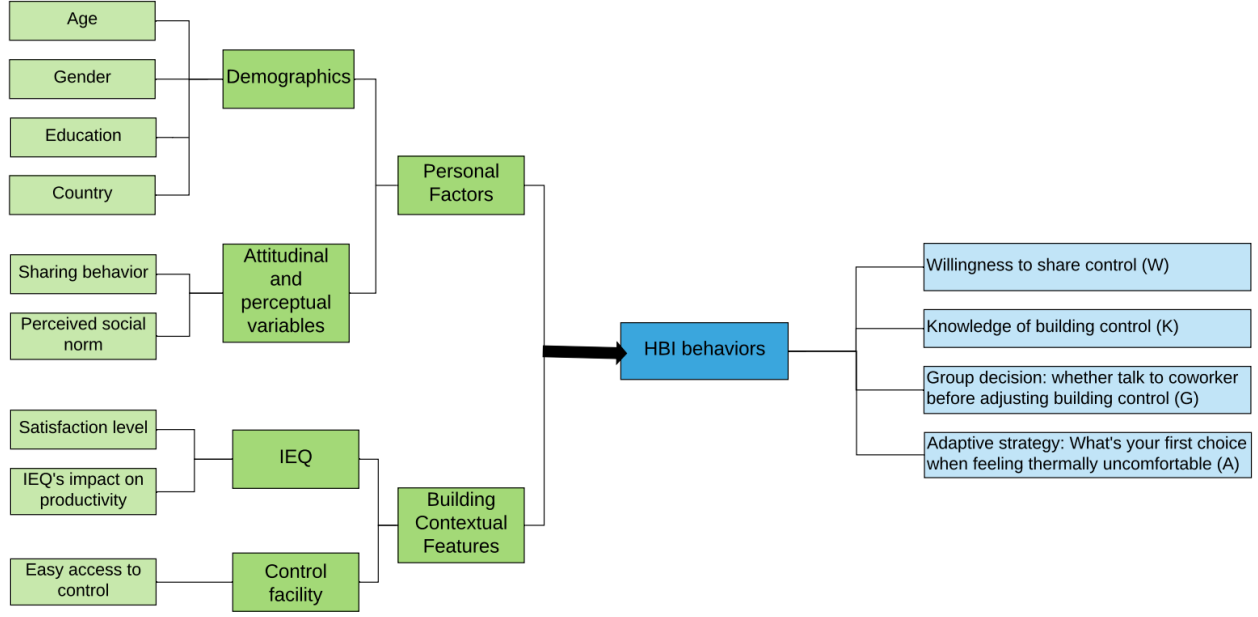 Age
Gender
Education
Country
Demographics
Sharing behavior
Perceived social
norm
Attitudinal
and
perceptual
variables
Personal
Factors
Satisfaction level
IEQ's impact on
productivity
IEQ
Easy access to
control
Control
facility
Building
Contextual
Features
HBI behaviors
Willingness to share control (W)
Knowledge of building control (K)
Group decision: whether talk to coworker
before adjusting building control (G)
Adaptive strategy: What's your first choice
when feeling thermally uncomfortable (A)